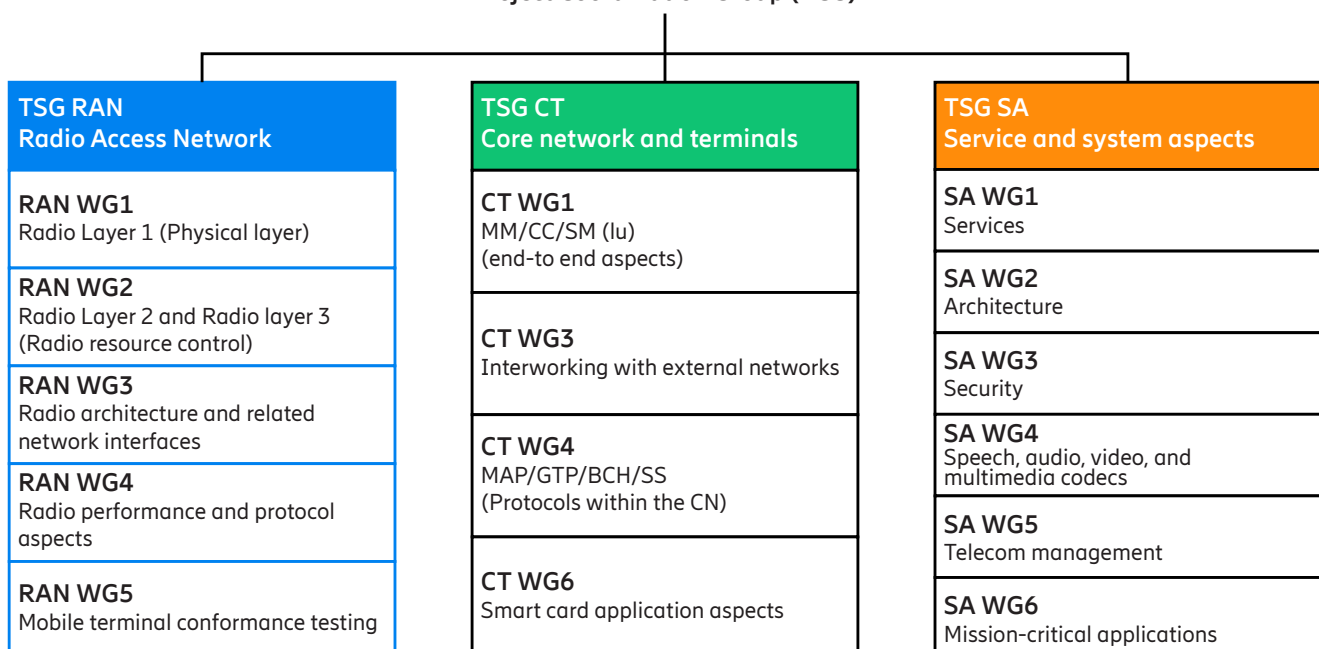 TSG RAN
Radio Access Network
RAN WG1
Radio Layer 1 (Physical layer)
RAN WG2
Radio Layer 2 and Radio layer 3
(Radio resource control)
RAN WG3
Radio architecture and related
network interfaces
RAN WG4
Radio performance and protocol
aspects
RAN WG5
Mobile terminal conformance testing
TSG CT
Core network and terminals
CT WG1
MM/CC/SM (lu)
(end-to end aspects)
CT WG3
Interworking with external networks
CT WG4
MAP/GTP/BCH/SS
(Protocols within the CN)
CT WG6
Smart card application aspects
TSG SA
Service and system aspects
SA WG1
Services
SA WG2
Architecture
SA WG3
Security
SA WG4
Speech, audio, video, and
multimedia codecs
SA WG5
Telecom management
SA WG6
Mission-critical applications